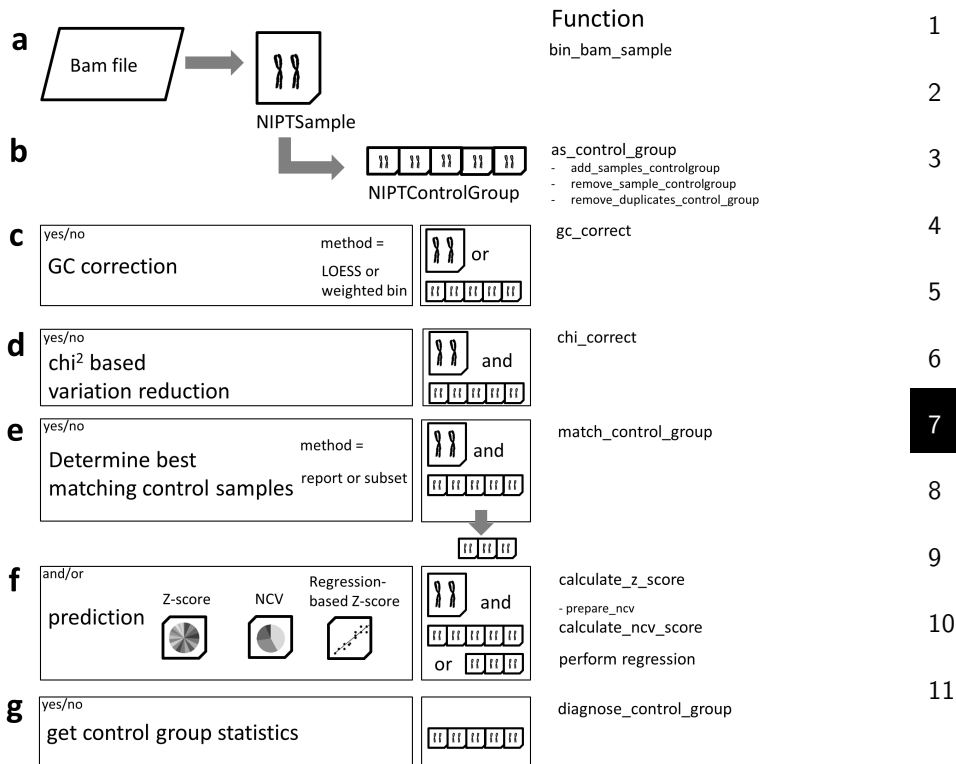 Function
a
Bam file
NIPTSample
bin_bam_sample
b
NIPTControlGroup
as_control_group
- add_samples_controlgroup
- remove_sample_controlgroup
- remove_duplicates_control_group
c
yes/no
GC correction
method =
LOESS or
weighted bin
or
gc_correct
d
yes/no
chi² based
variation reduction
and
chi_correct
e
yes/no
Determine best
matching control samples
method =
report or subset
and
match_control_group
f
and/or
prediction
Z-score
NCV
Regression-
based Z-score
and
or
calculate_z_score
- prepare_ncv
calculate_ncv_score
perform regression
g
yes/no
get control group statistics
diagnose_control_group
1
2
3
4
5
6
7
8
9
10
11